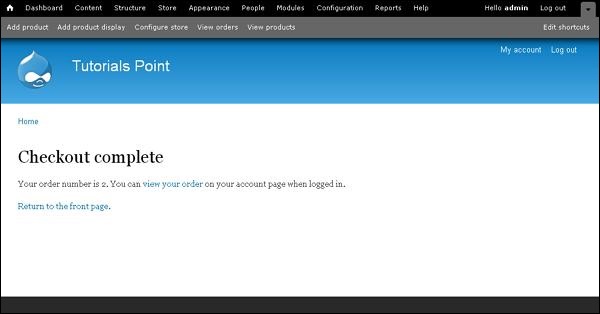 Dashboard Content Structure Store Appearance People Modules Configuration Reports Help Hello admin Log out
Add product Add product display Configure store View orders View products Edit shortcuts
My account Log out
Tutorials Point
Home
Checkout complete
Your order number is 2. You can view your order on your account page when logged in.
Return to the front page.